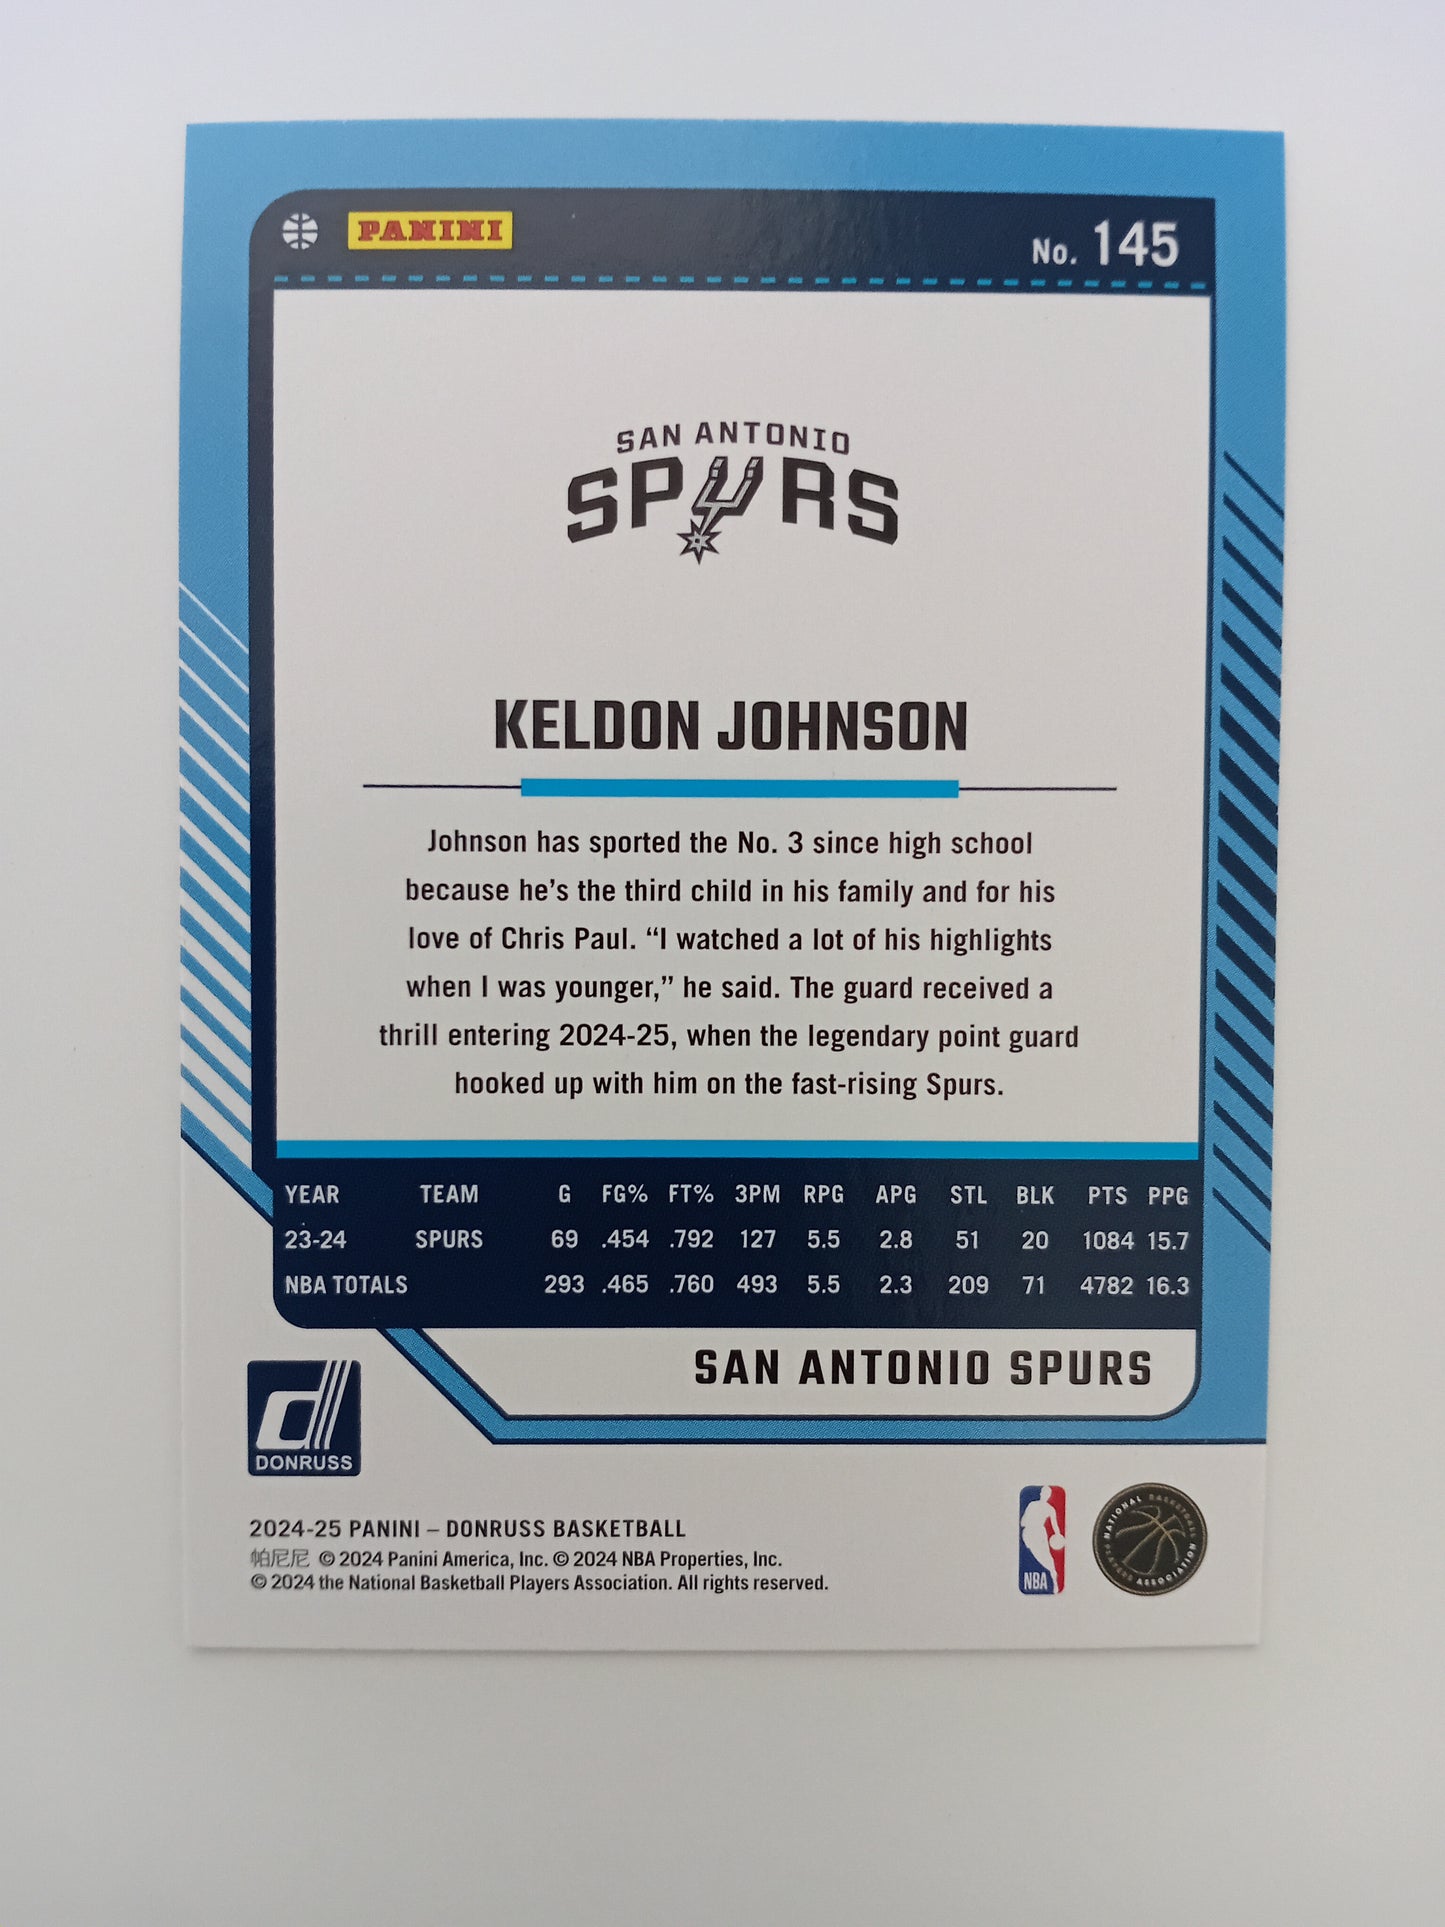 PANINI
No. 145
SAN ANTONIO
SPURS
KELDON JOHNSON
Johnson has sported the No. 3 since high school
because he's the third child in his family and for his
love of Chris Paul. “I watched a lot of his highlights
when I was younger,” he said. The guard received a
thrill entering 2024-25, when the legendary point guard
hooked up with him on the fast-rising Spurs.
YEAR TEAM G FG% FT% 3PM RPG APG STL BLK PTS PPG
23-24 SPURS 69 .454 .792 127 5.5 2.8 51 20 1084 15.7
NBA TOTALS 293 .465 .760 493 5.5 2.3 209 71 4782 16.3
SAN ANTONIO SPURS
d
DONRUSS
2024-25 PANINI – DONRUSS BASKETBALL
帕尼尼 © 2024 Panini America, Inc. © 2024 NBA Properties, Inc.
© 2024 the National Basketball Players Association. All rights reserved.
NBA
NATIONAL BASKETBALL
PLAYERS ASSOCIATION